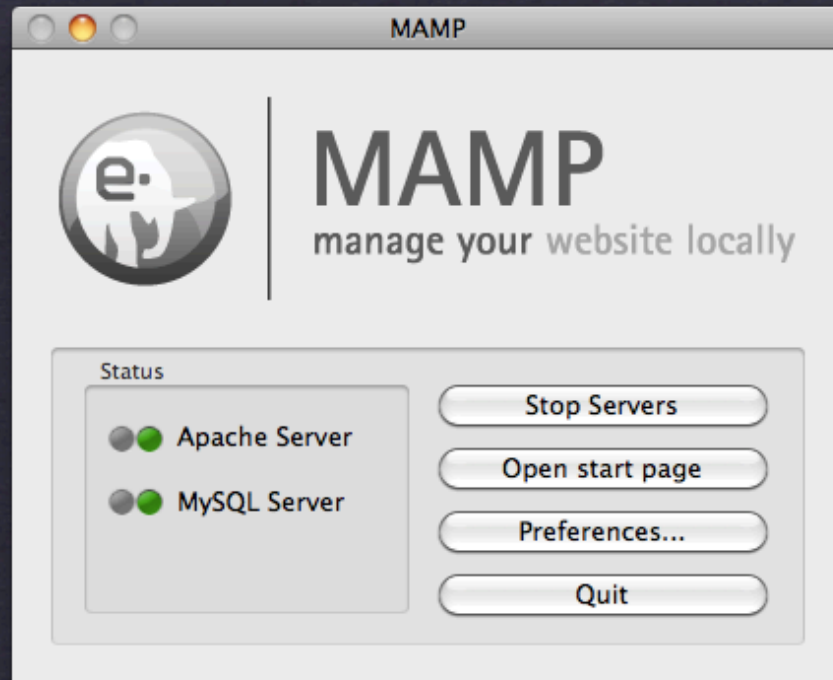 MAMP
e.
MAMP
manage your website locally
Status
Apache Server
MySQL Server
Stop Servers
Open start page
Preferences...
Quit